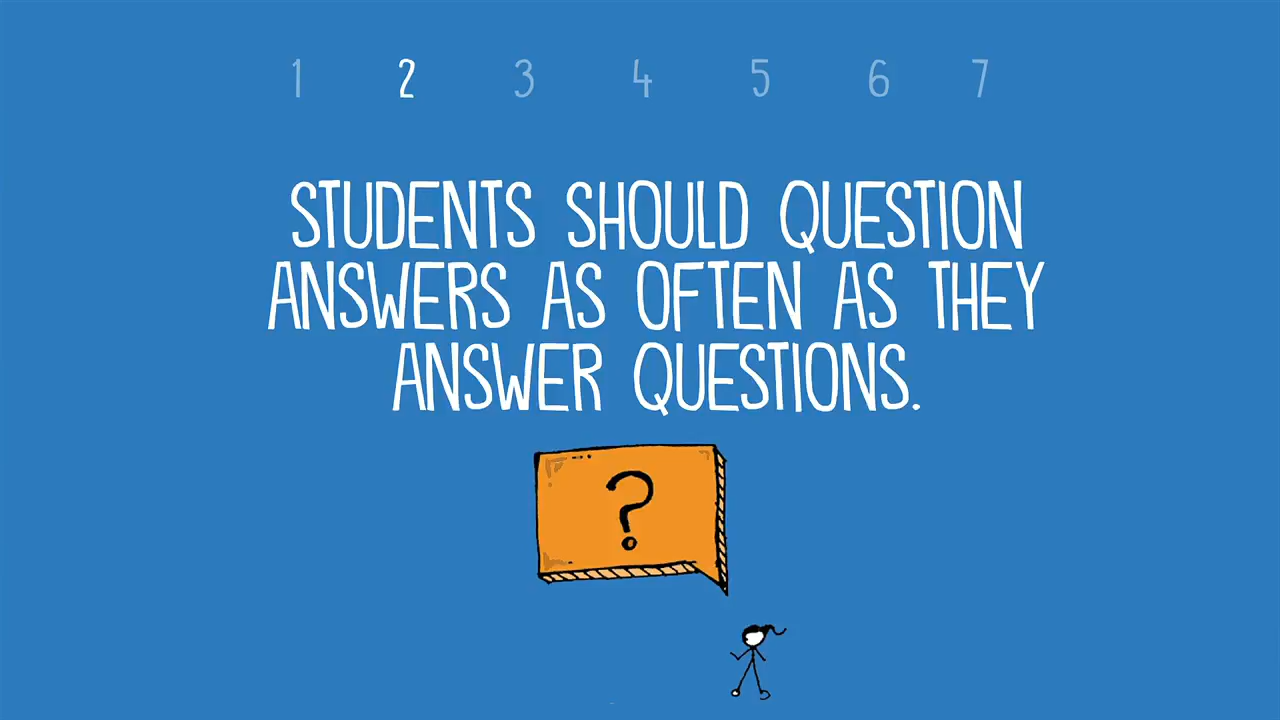 1 2 3 4 5 6 7
STUDENTS SHOULD QUESTION
ANSWERS AS OFTEN AS THEY
ANSWER QUESTIONS.
?